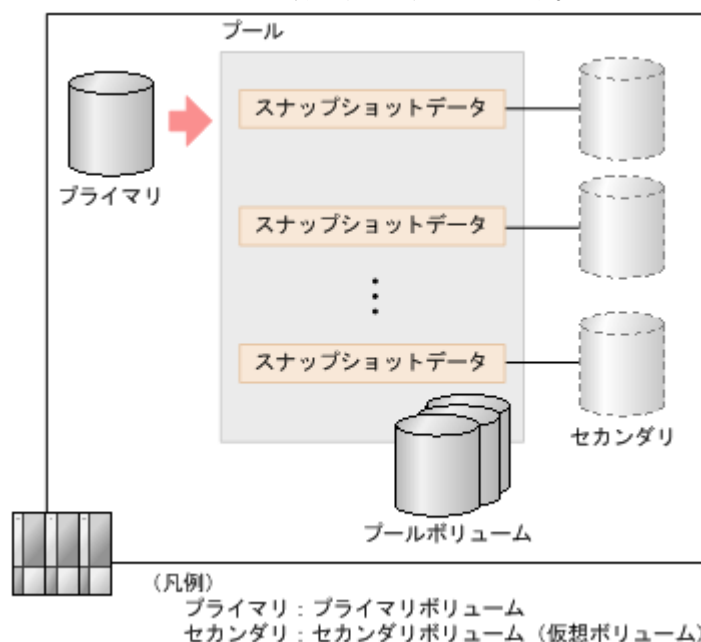 プール
スナップショットデータ
プライマリ
スナップショットデータ
スナップショットデータ
セカンダリ
プールボリューム
（凡例）
プライマリ：プライマリボリューム
セカンダリ：セカンダリボリューム（仮想ボリューム）